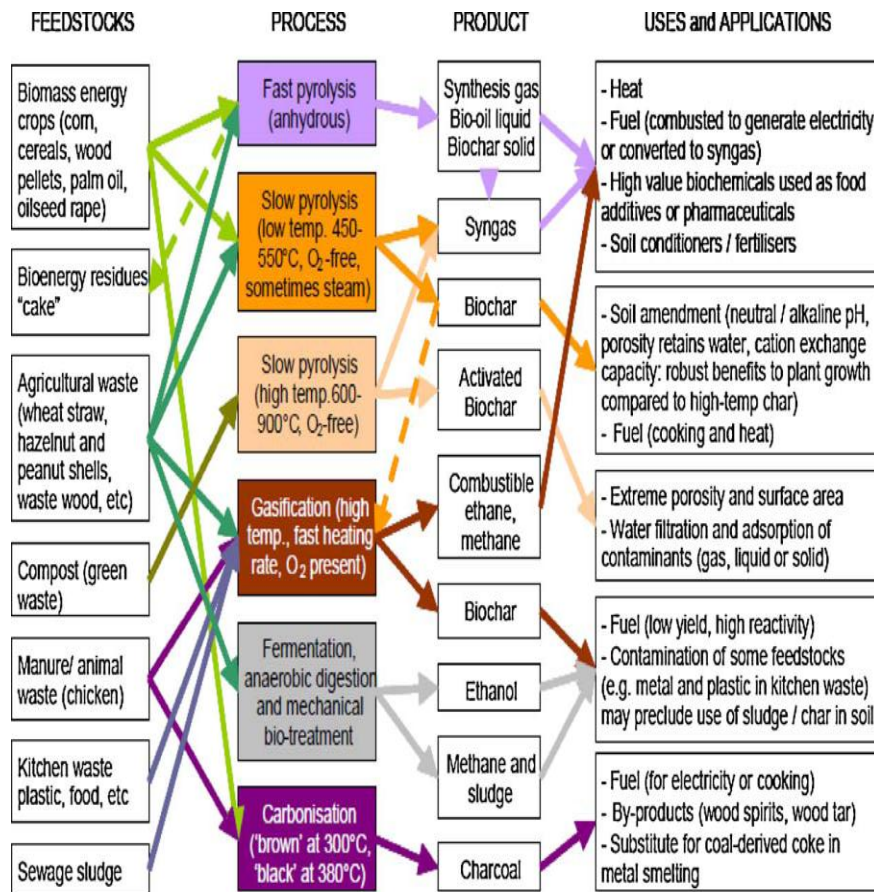 FEEDSTOCKS
Biomass energy
crops (corn,
cereals, wood
pellets, palm oil,
oilseed rape)
Bioenergy residues
“cake”
Agricultural waste
(wheat straw,
hazelnut and
peanut shells,
waste wood, etc)
Compost (green
waste)
Manure/ animal
waste (chicken)
Kitchen waste
plastic, food, etc
Sewage sludge
PROCESS
Fast pyrolysis
(anhydrous)
Slow pyrolysis
(low temp. 450-
550°C, O₂-free,
sometimes steam)
Slow pyrolysis
(high temp.600-
900°C, O₂-free)
Gasification (high
temp., fast heating
rate, O₂ present)
Fermentation,
anaerobic digestion
and mechanical
bio-treatment
Carbonisation
(‘brown’ at 300°C,
‘black’ at 380°C)
PRODUCT
Synthesis gas
Bio-oil liquid
Biochar solid
Syngas
Biochar
Activated
Biochar
Combustible
ethane,
methane
Biochar
Ethanol
Methane and
sludge
Charcoal
USES and APPLICATIONS
- Heat
- Fuel (combusted to generate electricity
or converted to syngas)
- High value biochemicals used as food
additives or pharmaceuticals
- Soil conditioners / fertilisers
- Soil amendment (neutral / alkaline pH,
porosity retains water, cation exchange
capacity: robust benefits to plant growth
compared to high-temp char)
- Fuel (cooking and heat)
- Extreme porosity and surface area
- Water filtration and adsorption of
contaminants (gas, liquid or solid)
- Fuel (low yield, high reactivity)
- Contamination of some feedstocks
(e.g. metal and plastic in kitchen waste)
may preclude use of sludge / char in soil
- Fuel (for electricity or cooking)
- By-products (wood spirits, wood tar)
- Substitute for coal-derived coke in
metal smelting